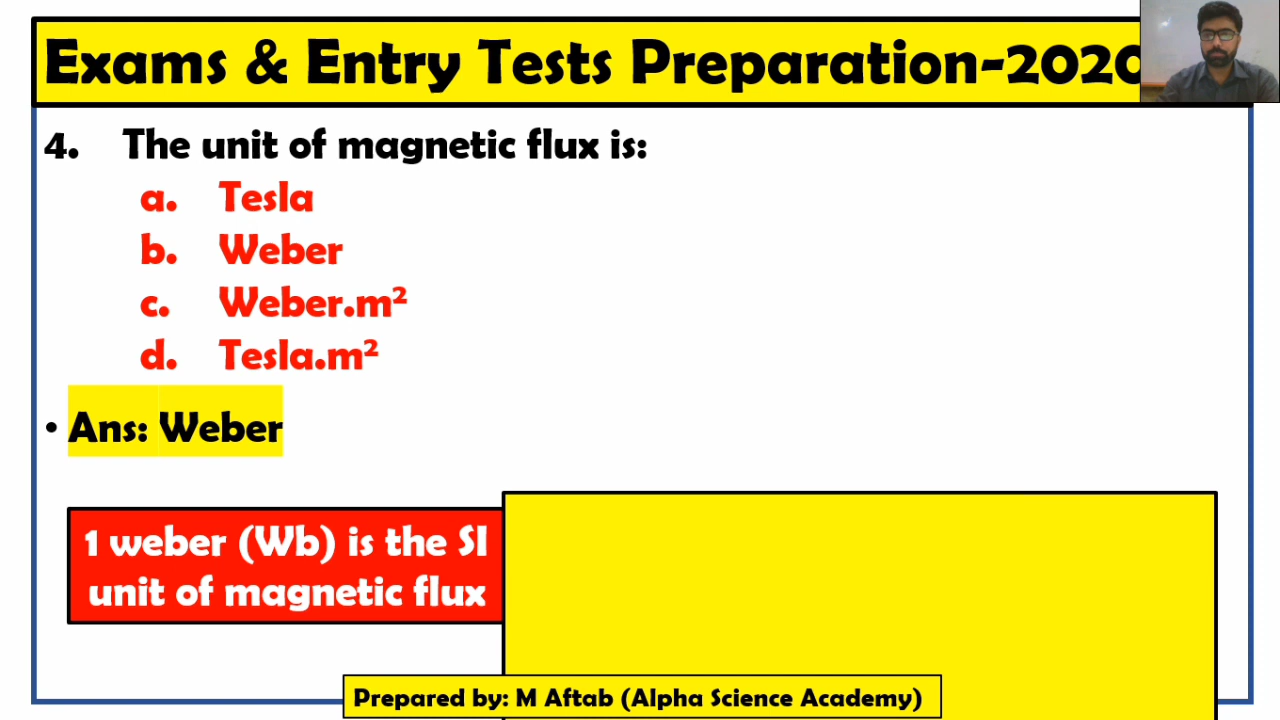 Exams & Entry Tests Preparation-2020
4. The unit of magnetic flux is:
a. Tesla
b. Weber
c. Weber.m²
d. Tesla.m²
• Ans: Weber
1 weber (Wb) is the SI
unit of magnetic flux
Prepared by: M Aftab (Alpha Science Academy)